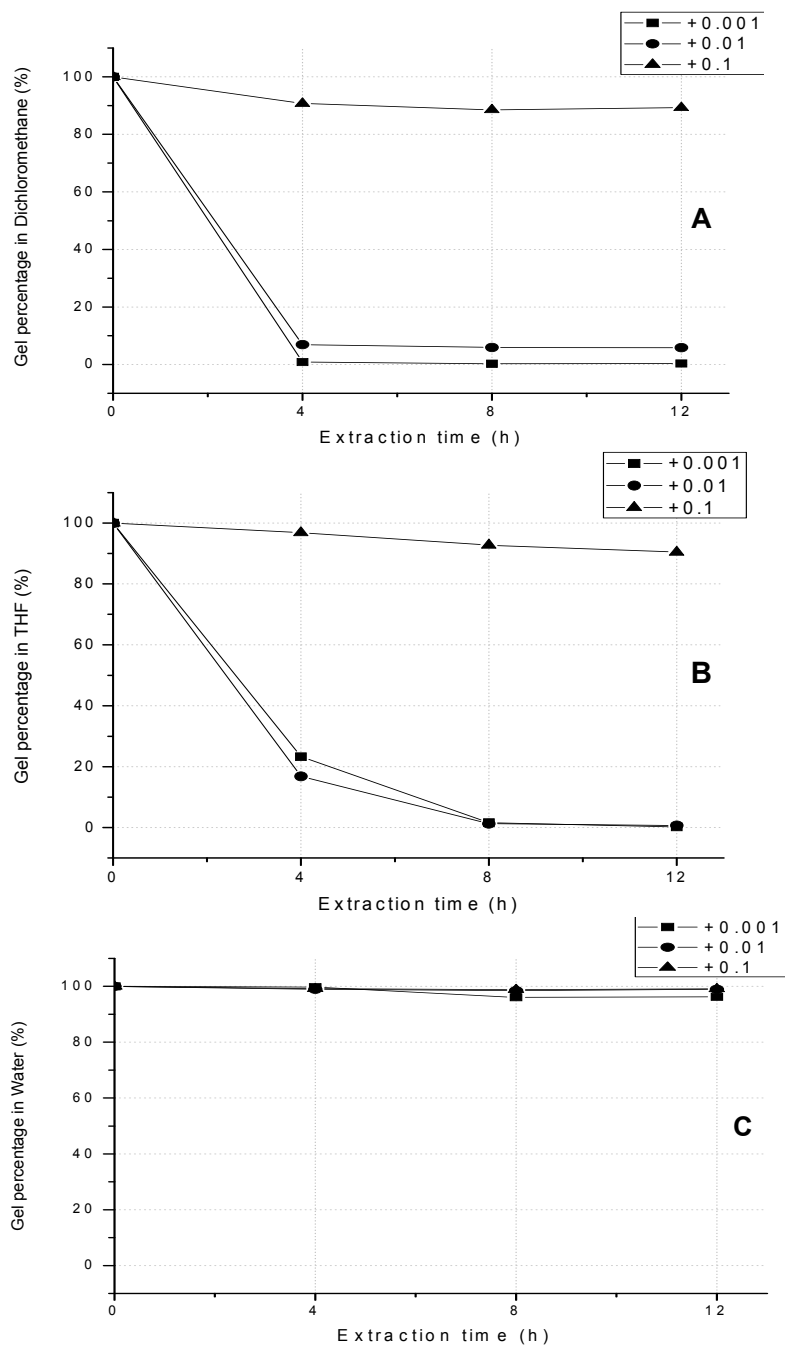 +0.001
+0.01
+0.1
100
80
60
40
20
0
Gel percentage in Dichloromethane (%)
A
0 4 8 12
Extraction time (h)
+0.001
+0.01
+0.1
100
80
60
40
20
0
Gel percentage in THF (%)
B
0 4 8 12
Extraction time (h)
+0.001
+0.01
+0.1
100
80
60
40
20
0
Gel percentage in Water (%)
C
0 4 8 12
Extraction time (h)